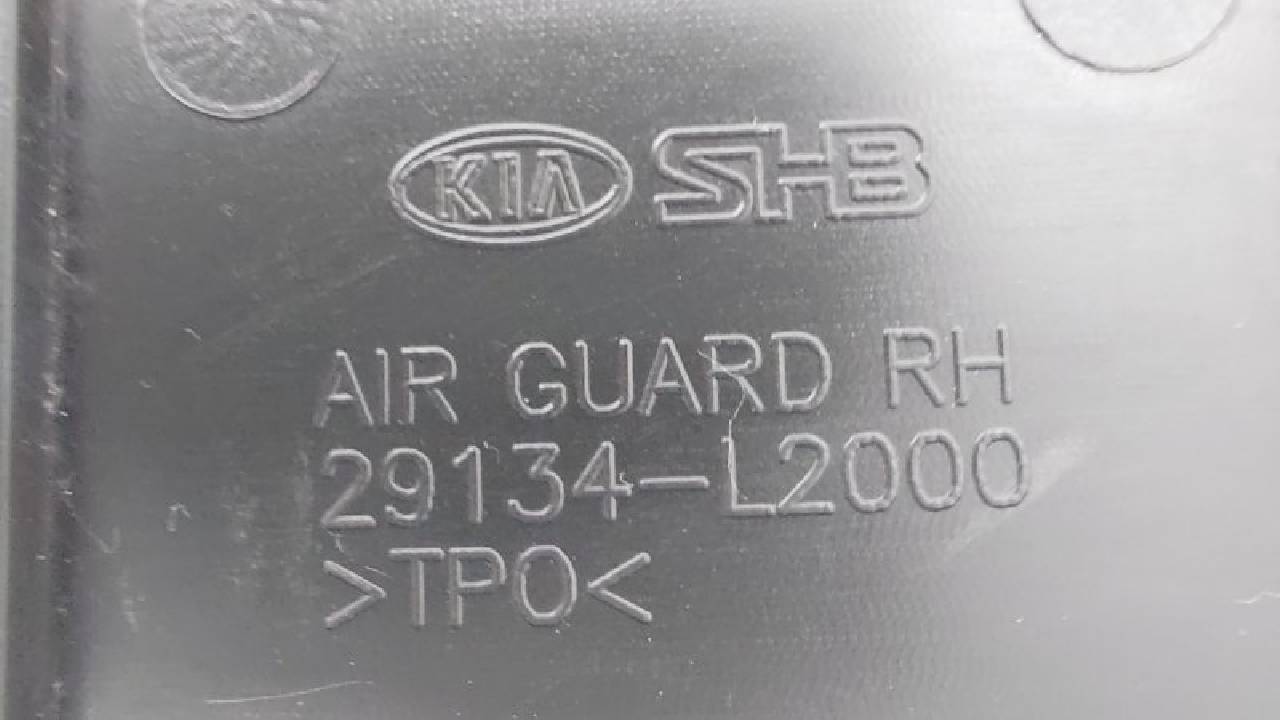 KIA SHB
AIR GUARD RH
29134-L2000
>TPO<